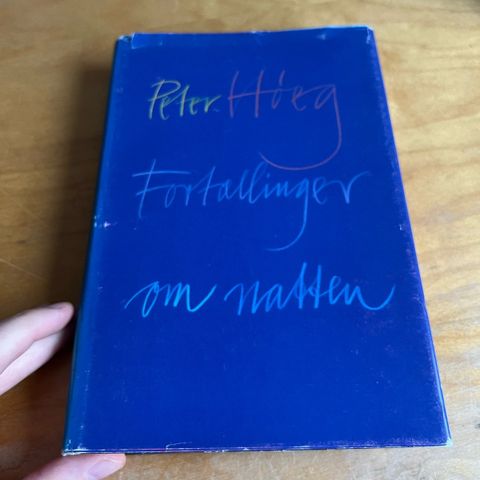 Peter Høeg
Fortællinger
om natten